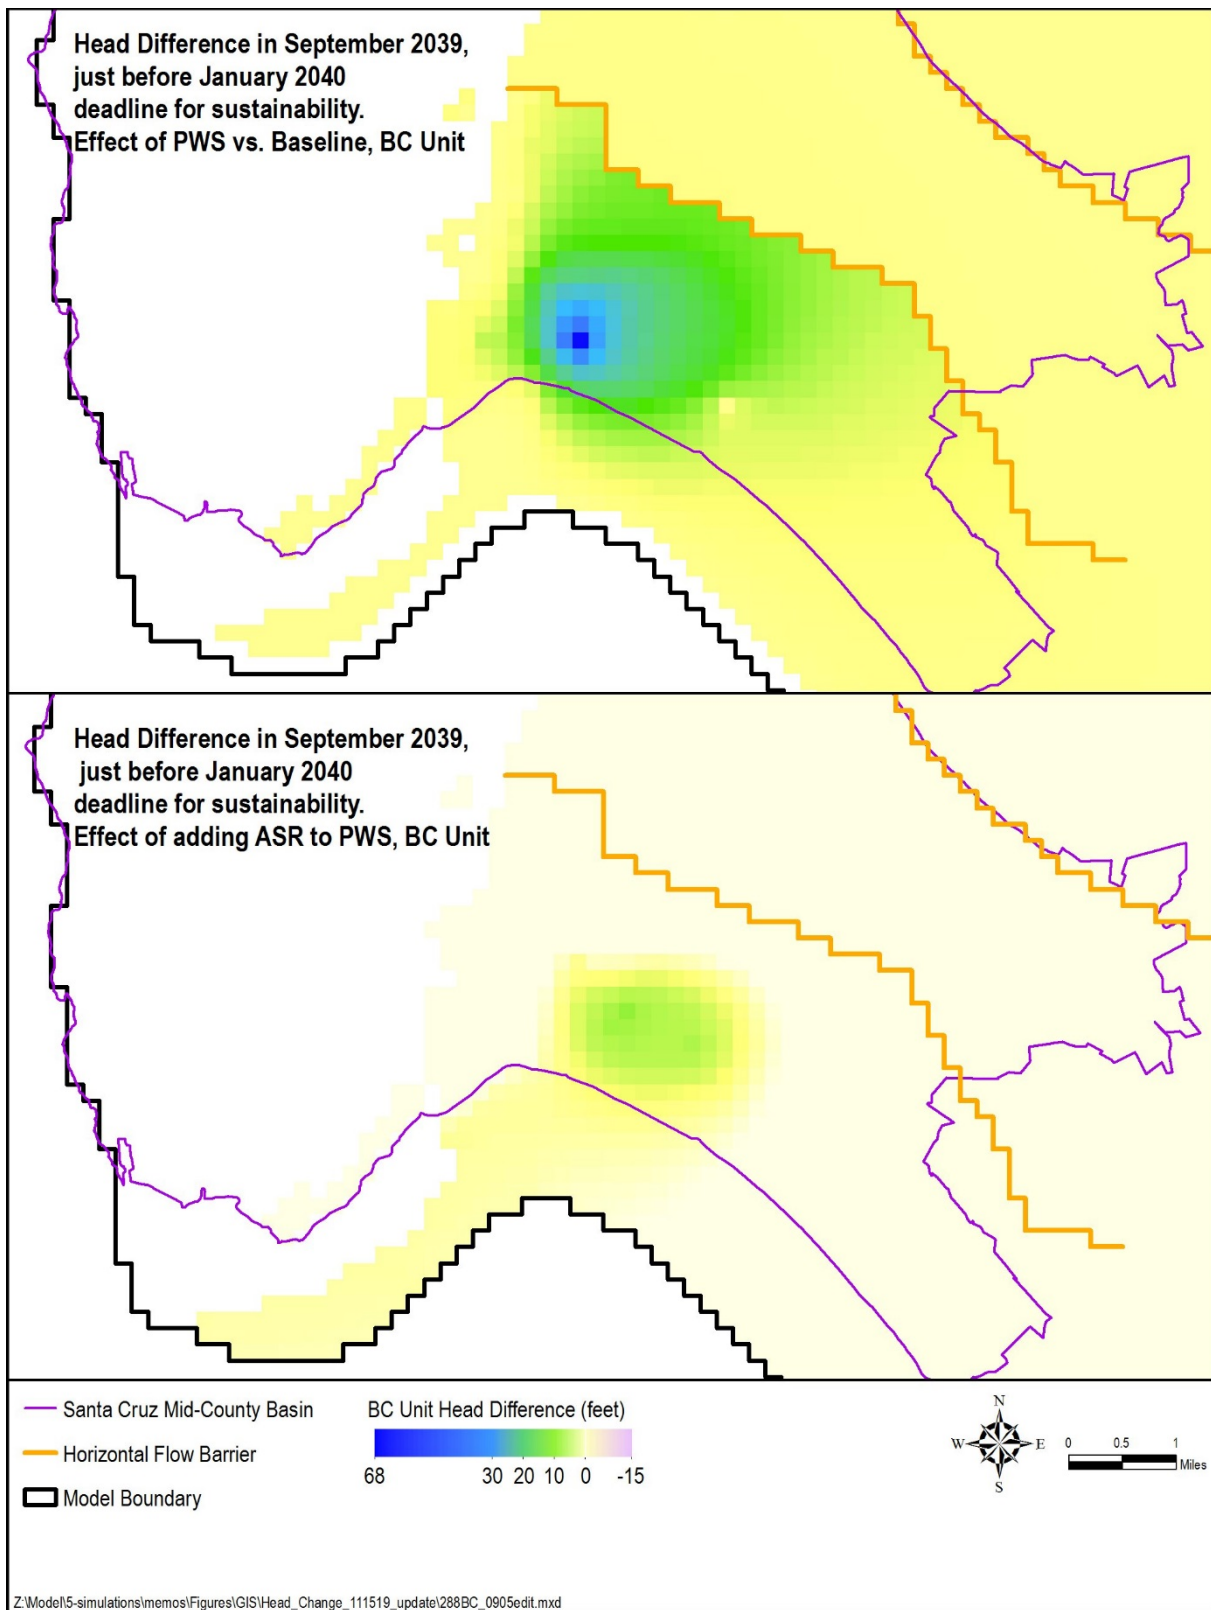 Head Difference in September 2039,
just before January 2040
deadline for sustainability.
Effect of PWS vs. Baseline, BC Unit
Head Difference in September 2039,
just before January 2040
deadline for sustainability.
Effect of adding ASR to PWS, BC Unit
Santa Cruz Mid-County Basin
Horizontal Flow Barrier
Model Boundary
BC Unit Head Difference (feet)
68 30 20 10 0 -15
N
W E
S
0 0.5 1
Miles
Z:\Model\5-simulations\memos\Figures\GIS\Head_Change_111519_update\288BC_0905edit.mxd